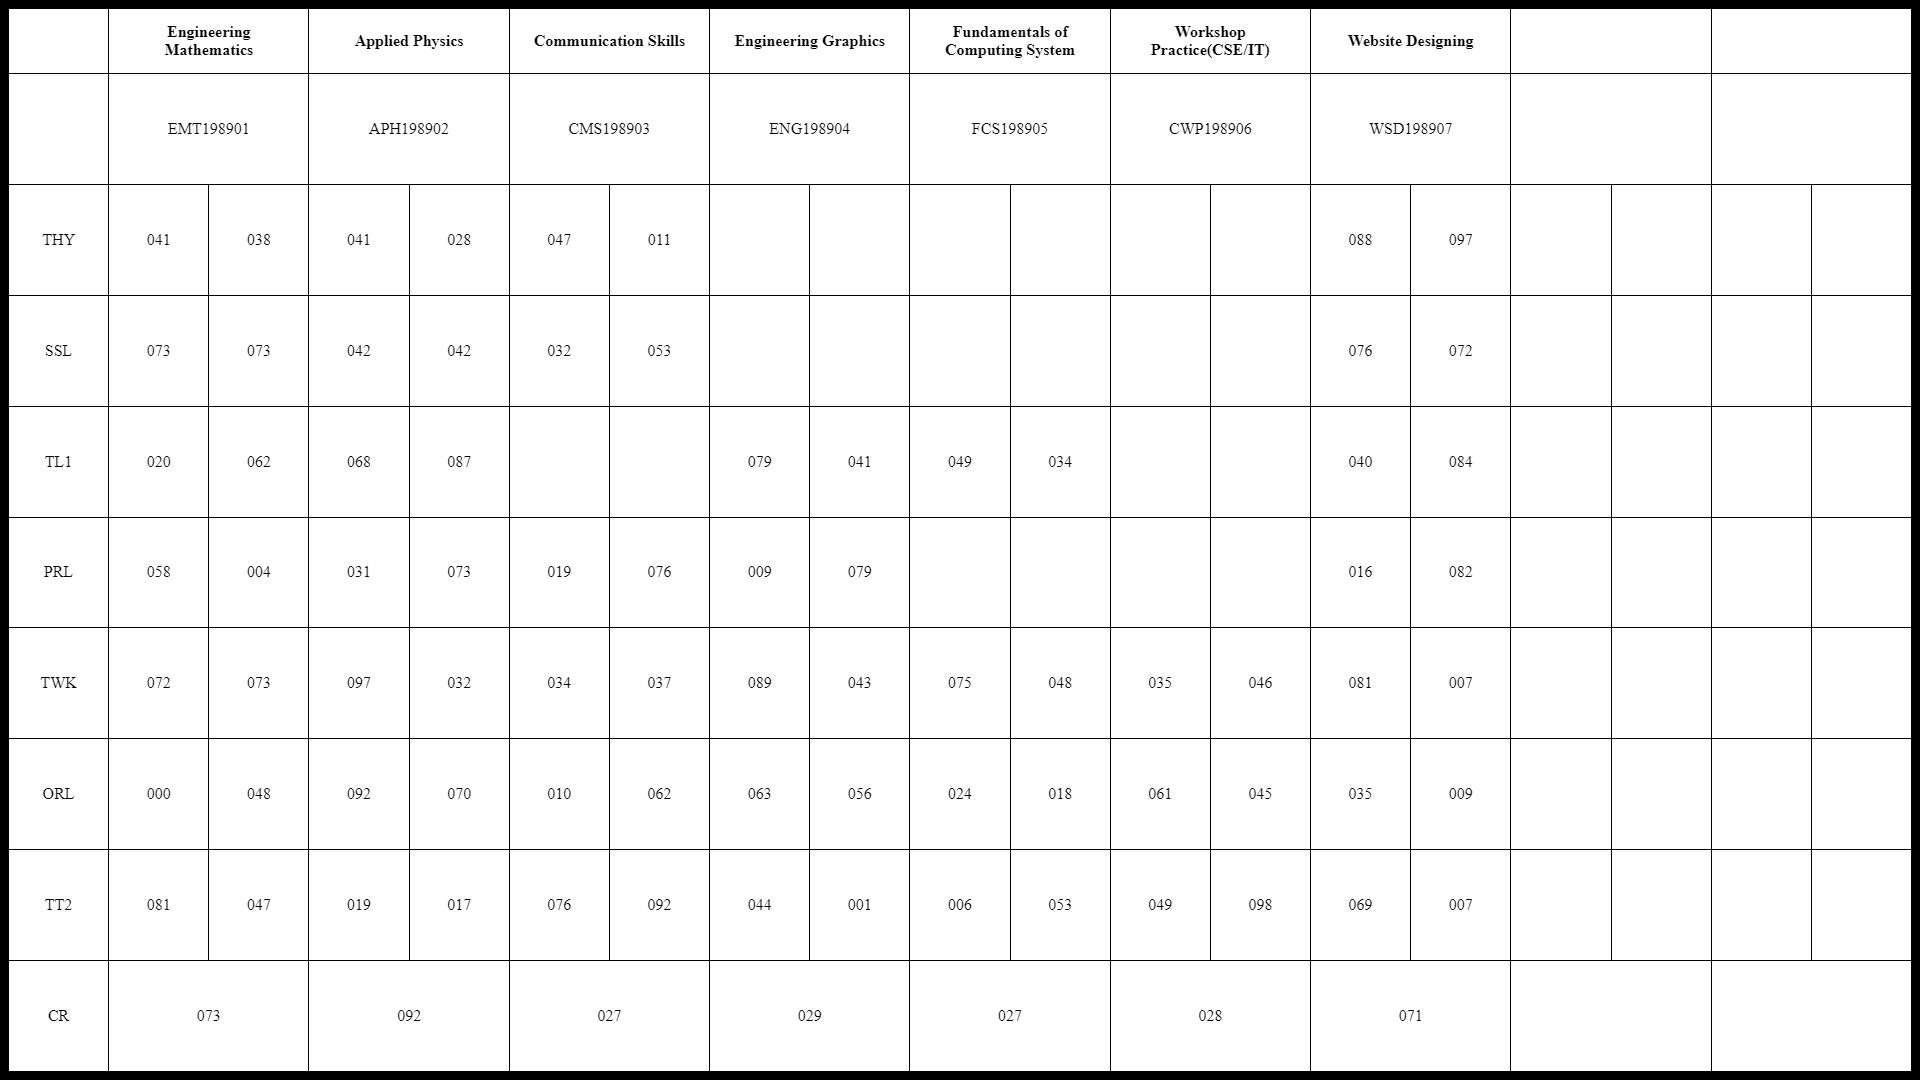 Engineering Mathematics Applied Physics Communication Skills Engineering Graphics Fundamentals of Computing System Workshop Practice(CSE/IT) Website Designing
EMT198901 APH198902 CMS198903 ENG198904 FCS198905 CWP198906 WSD198907
THY 041 038 041 028 047 011 088 097
SSL 073 073 042 042 032 053 076 072
TL1 020 062 068 087 079 041 049 034 040 084
PRL 058 004 031 073 019 076 009 079 016 082
TWK 072 073 097 032 034 037 089 043 075 048 035 046 081 007
ORL 000 048 092 070 010 062 063 056 024 018 061 045 035 009
TT2 081 047 019 017 076 092 044 001 006 053 049 098 069 007
CR 073 092 027 029 027 028 071